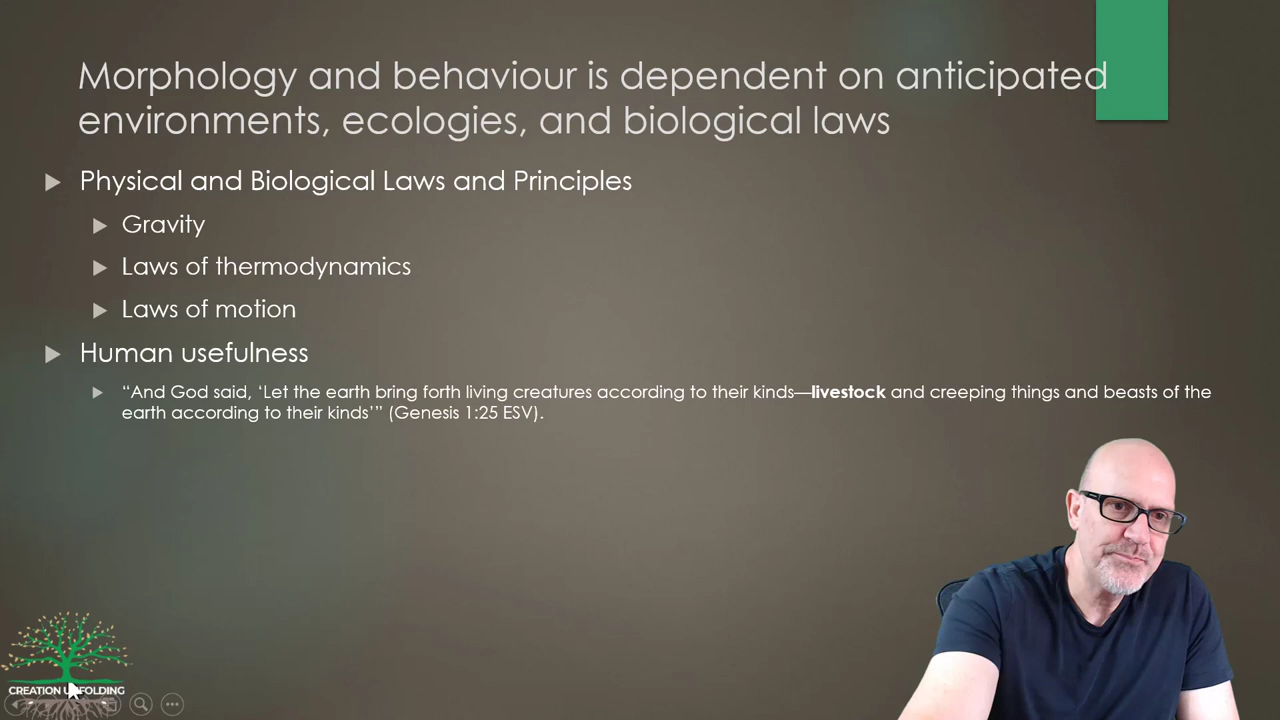 Morphology and behaviour is dependent on anticipated
environments, ecologies, and biological laws
Physical and Biological Laws and Principles
Gravity
Laws of thermodynamics
Laws of motion
Human usefulness
“And God said, ‘Let the earth bring forth living creatures according to their kinds—livestock and creeping things and beasts of the
earth according to their kinds’” (Genesis 1:25 ESV).
CREATION UNFOLDING